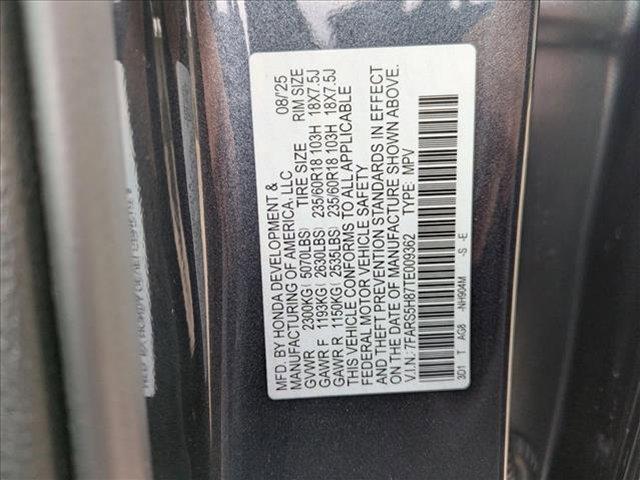 MFD. BY HONDA DEVELOPMENT & 08/'25
MANUFACTURING OF AMERICA, LLC
TIRE SIZE RIM SIZE
GVWR 2300KG( 5070LBS)
GAWR F 1193KG( 2630LBS) 235/60R18 103H 18X7.5J
GAWR R 1150KG( 2535LBS) 235/60R18 103H 18X7.5J
THIS VEHICLE CONFORMS TO ALL APPLICABLE
FEDERAL MOTOR VEHICLE SAFETY
AND THEFT PREVENTION STANDARDS IN EFFECT
ON THE DATE OF MANUFACTURE SHOWN ABOVE.
V.I.N.: 7FARS5H87TE009362 TYPE: MPV
3D1 T AG8 -NH904M -S -E